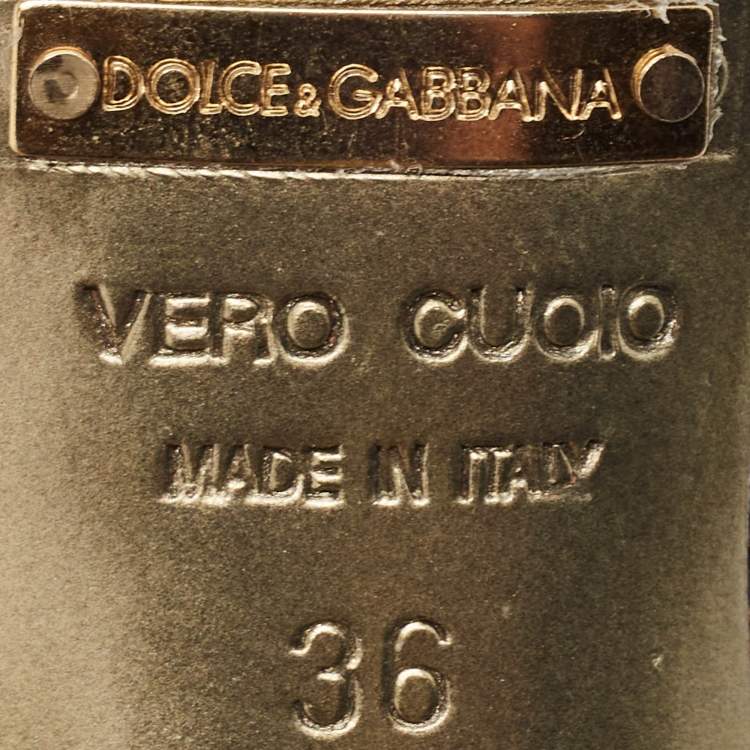 DOLCE&GABBANA
VERO CUOIO
MADE IN ITALY
36